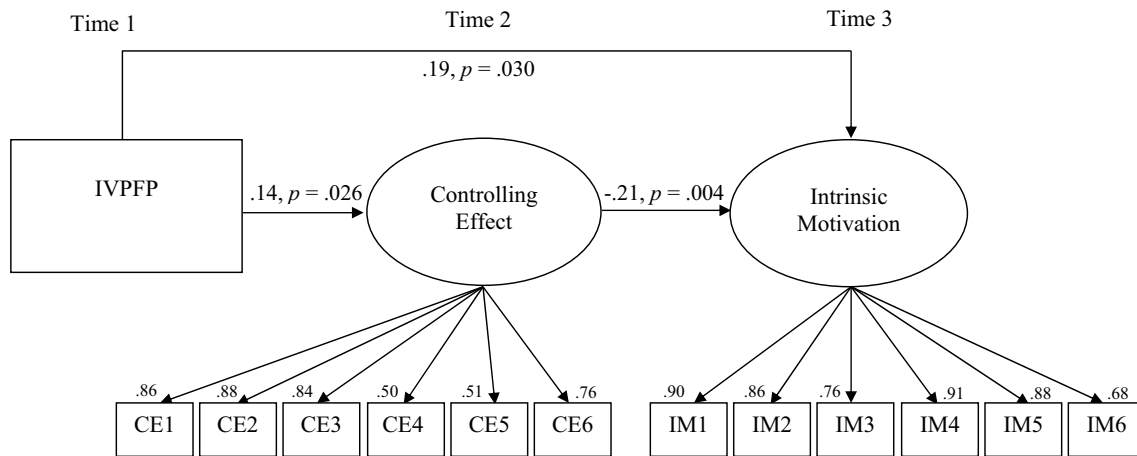 Time 1
Time 2
Time 3
.19, p = .030
IVPFP
.14, p = .026
Controlling
Effect
-.21, p = .004
Intrinsic
Motivation
.86
.88
.84
.50
.51
.76
.90
.86
.76
.91
.88
.68
CE1
CE2
CE3
CE4
CE5
CE6
IM1
IM2
IM3
IM4
IM5
IM6